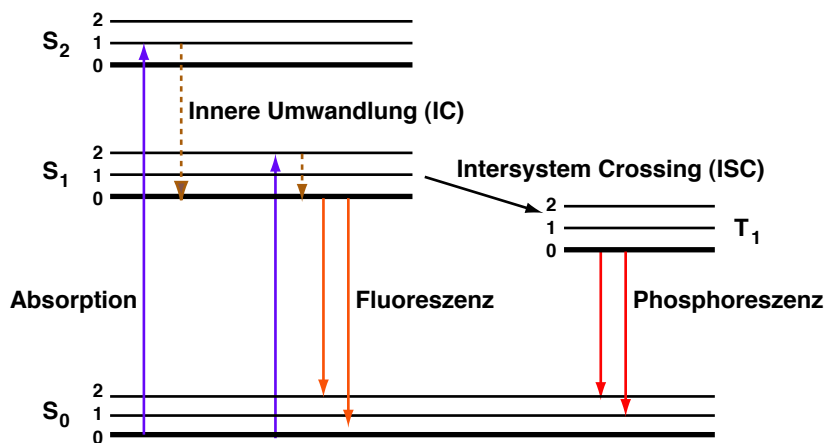 2
S2 1
0
Innere Umwandlung (IC)
2
S1 1
0
Intersystem Crossing (ISC)
2
1 T1
0
Absorption Fluoreszenz Phosphoreszenz
2
S0 1
0